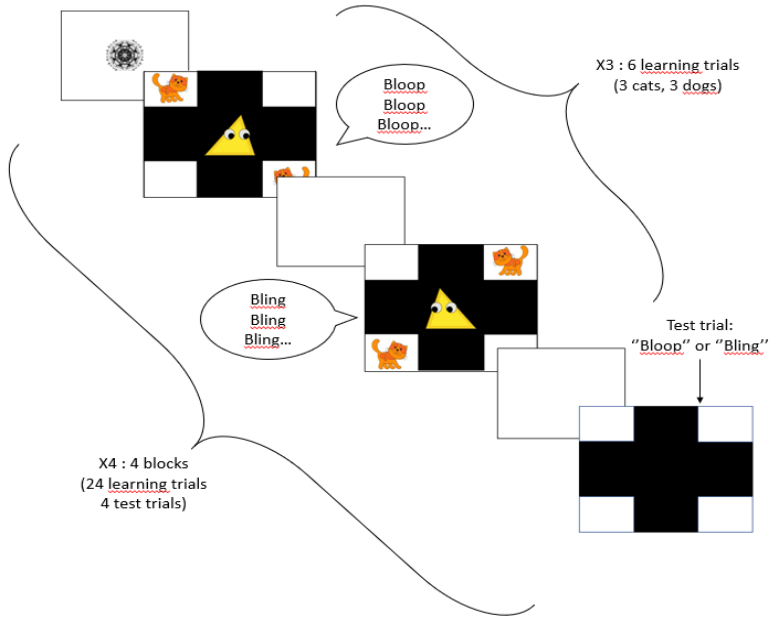 X3 : 6 learning trials
(3 cats, 3 dogs)
Bloop
Bloop
Bloop...
Bling
Bling
Bling...
Test trial:
“Bloop” or “Bling”
X4 : 4 blocks
(24 learning trials
4 test trials)